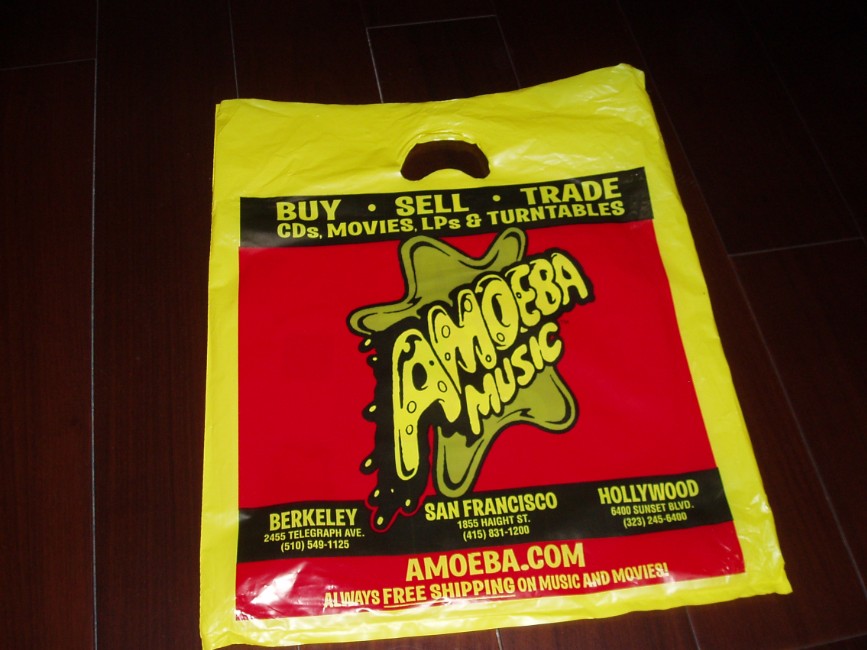 BUY · SELL · TRADE
CDs, MOVIES, LPs & TURNTABLES
AMOEBA
MUSIC
BERKELEY
2455 TELEGRAPH AVE.
(510) 549-1125
SAN FRANCISCO
1855 HAIGHT ST.
(415) 831-1200
HOLLYWOOD
6400 SUNSET BLVD.
(323) 245-6400
AMOEBA.COM
ALWAYS FREE SHIPPING ON MUSIC AND MOVIES!